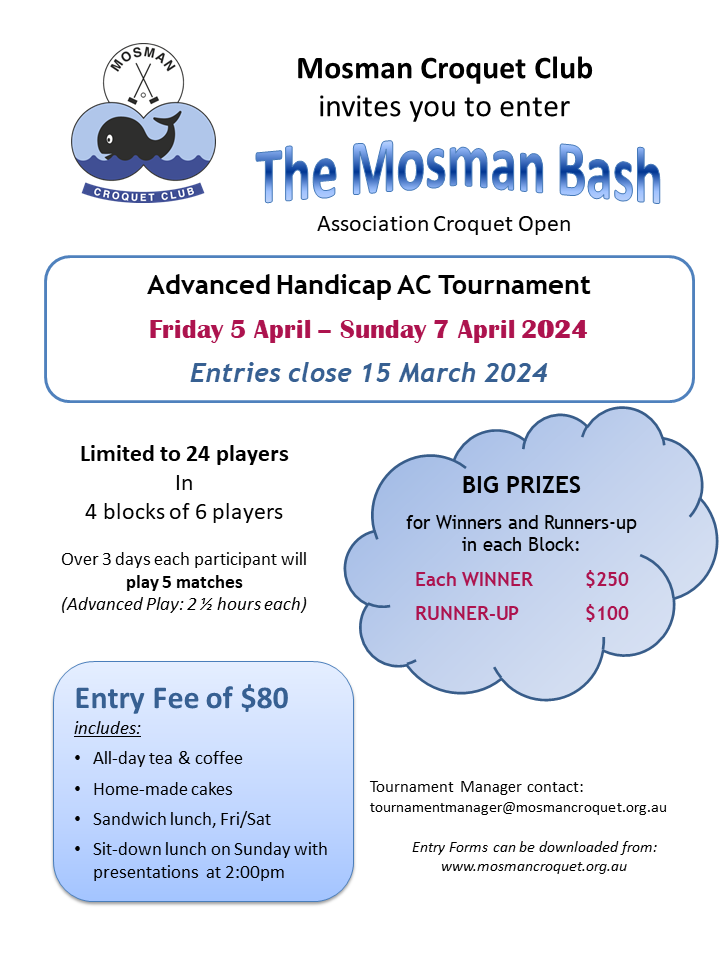 MOSMAN
CROQUET CLUB
Mosman Croquet Club
invites you to enter
The Mosman Bash
Association Croquet Open
Advanced Handicap AC Tournament
Friday 5 April – Sunday 7 April 2024
Entries close 15 March 2024
Limited to 24 players
In
4 blocks of 6 players
Over 3 days each participant will
play 5 matches
(Advanced Play: 2 ½ hours each)
BIG PRIZES
for Winners and Runners-up
in each Block:
Each WINNER $250
RUNNER-UP $100
Entry Fee of $80
includes:
• All-day tea & coffee
• Home-made cakes
• Sandwich lunch, Fri/Sat
• Sit-down lunch on Sunday with
presentations at 2:00pm
Tournament Manager contact:
tournamentmanager@mosmancroquet.org.au
Entry Forms can be downloaded from:
www.mosmancroquet.org.au